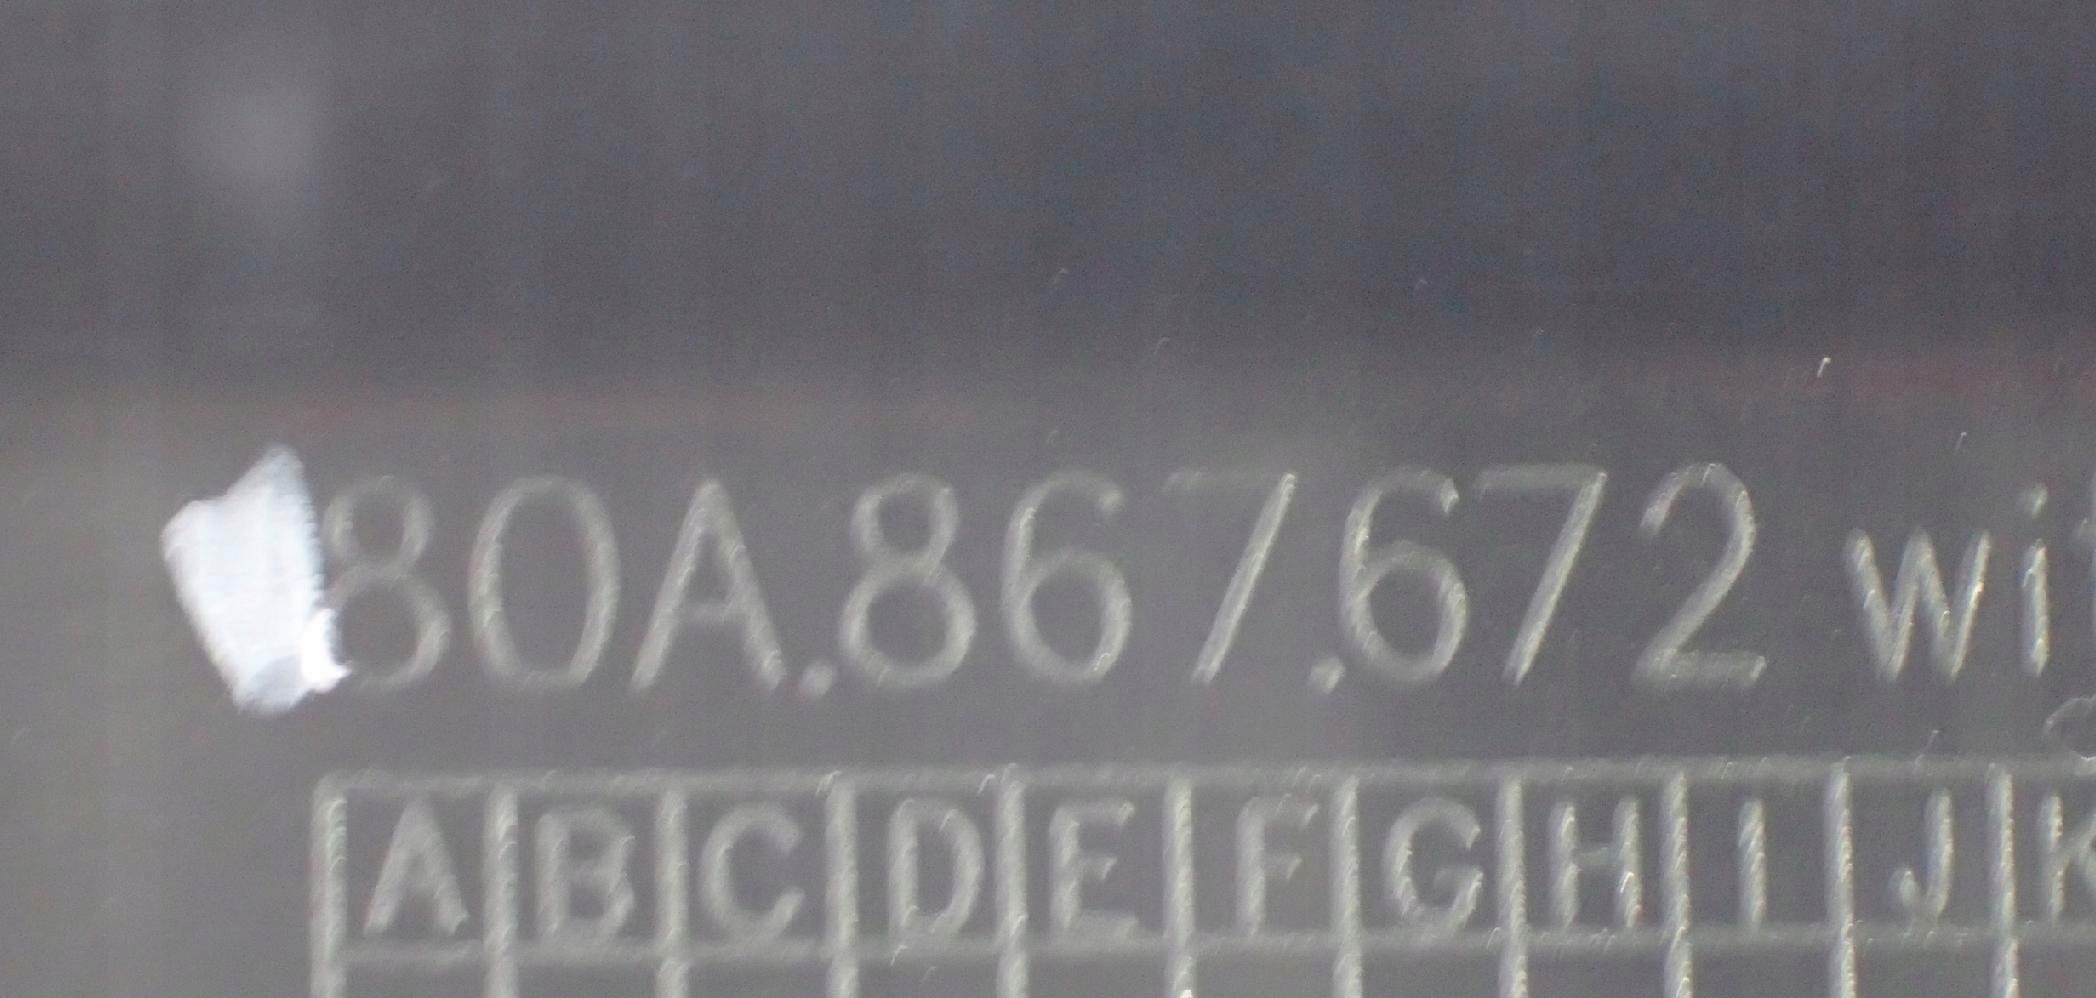 80A.867.672 wi
A B C D E F G H I J K